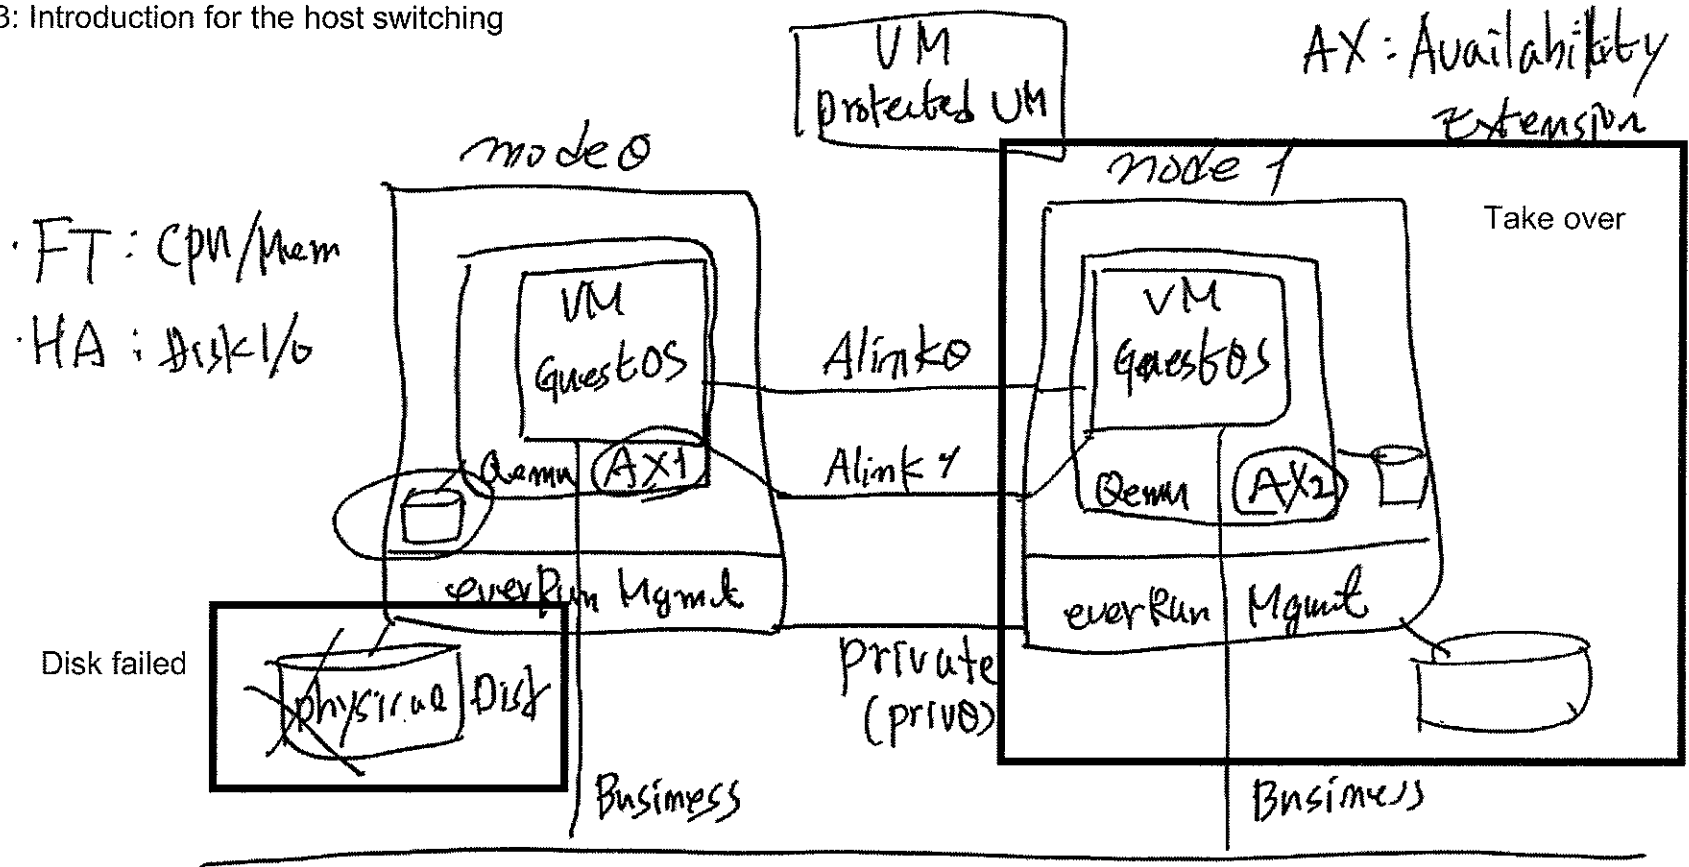 3: Introduction for the host switching
VM
protected VM
AX : Availability
Extension
node0
node 1
Take over
· FT : CPU/Mem
· HA : Disk I/O
VM
GuestOS
Alink0
VM
GuestOS
Qemu
AX1
Alink1
Qemu
AX2
everRun Mgmt
everRun Mgmt
Disk failed
physical Disk
private
(priv0)
Business
Business